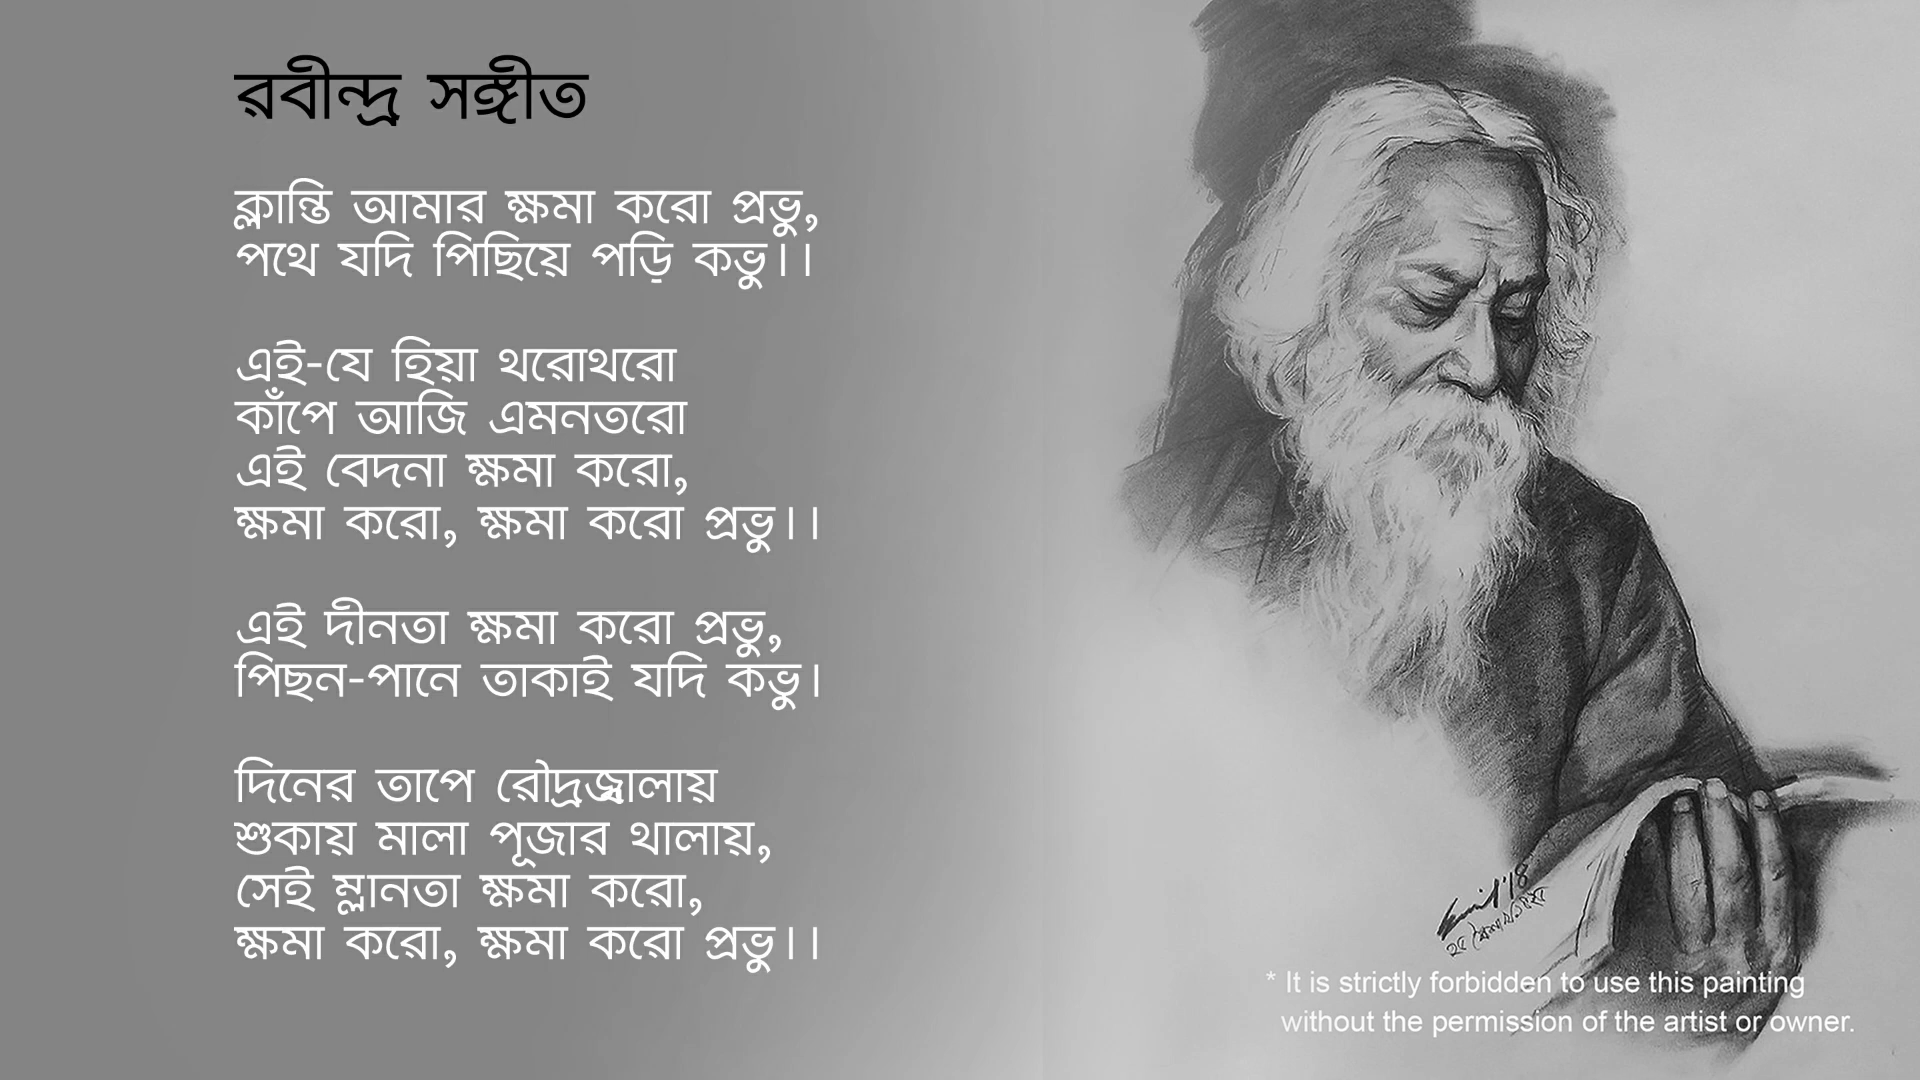 রবীন্দ্র সঙ্গীত
ক্লান্তি আমার ক্ষমা করো প্রভু,
পথে যদি পিছিয়ে পড়ি কভু।।
এই-যে হিয়া থরোথরো
কাঁপে আজি এমনতরো
এই বেদনা ক্ষমা করো,
ক্ষমা করো, ক্ষমা করো প্রভু।।
এই দীনতা ক্ষমা করো প্রভু,
পিছন-পানে তাকাই যদি কভু।
দিনের তাপে রৌদ্রজ্বালায়
শুকায় মালা পূজার থালায়,
সেই ম্লানতা ক্ষমা করো,
ক্ষমা করো, ক্ষমা করো প্রভু।।
* It is strictly forbidden to use this painting
without the permission of the artist or owner.